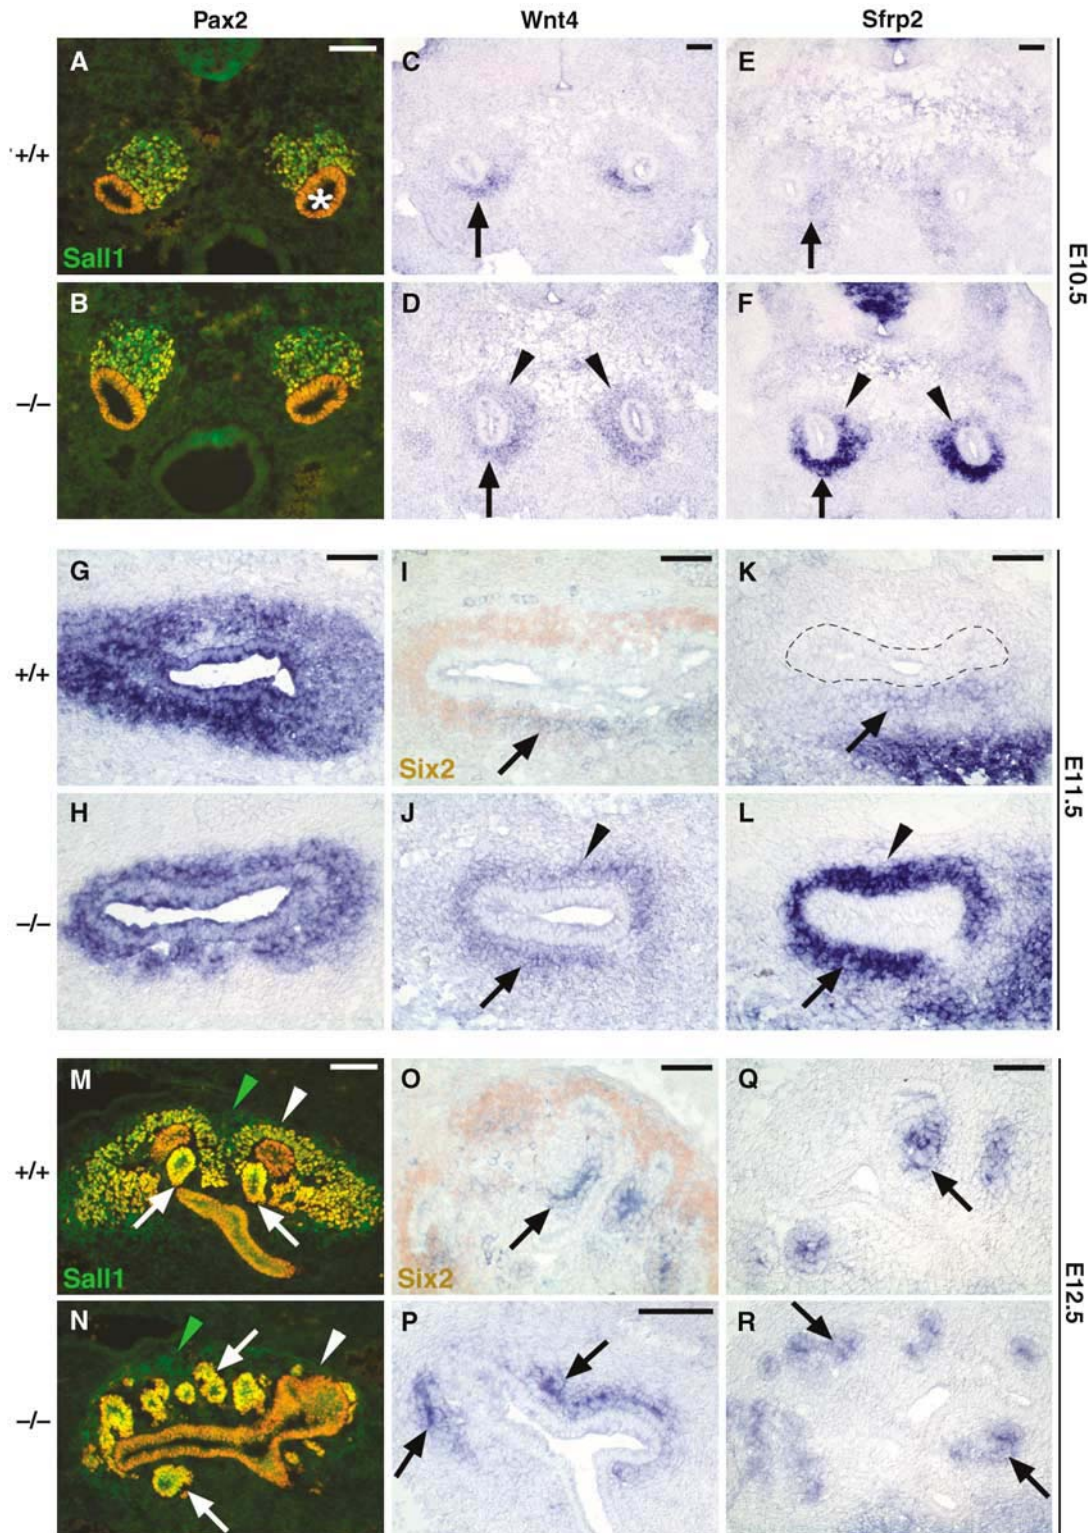 Pax2 Wnt4 Sfrp2
A C E
+/+
Sall1
E10.5
B D F
–/–
G I K
+/+
Six2
E11.5
H J L
–/–
M O Q
+/+
Sall1 Six2
E12.5
N P R
–/–